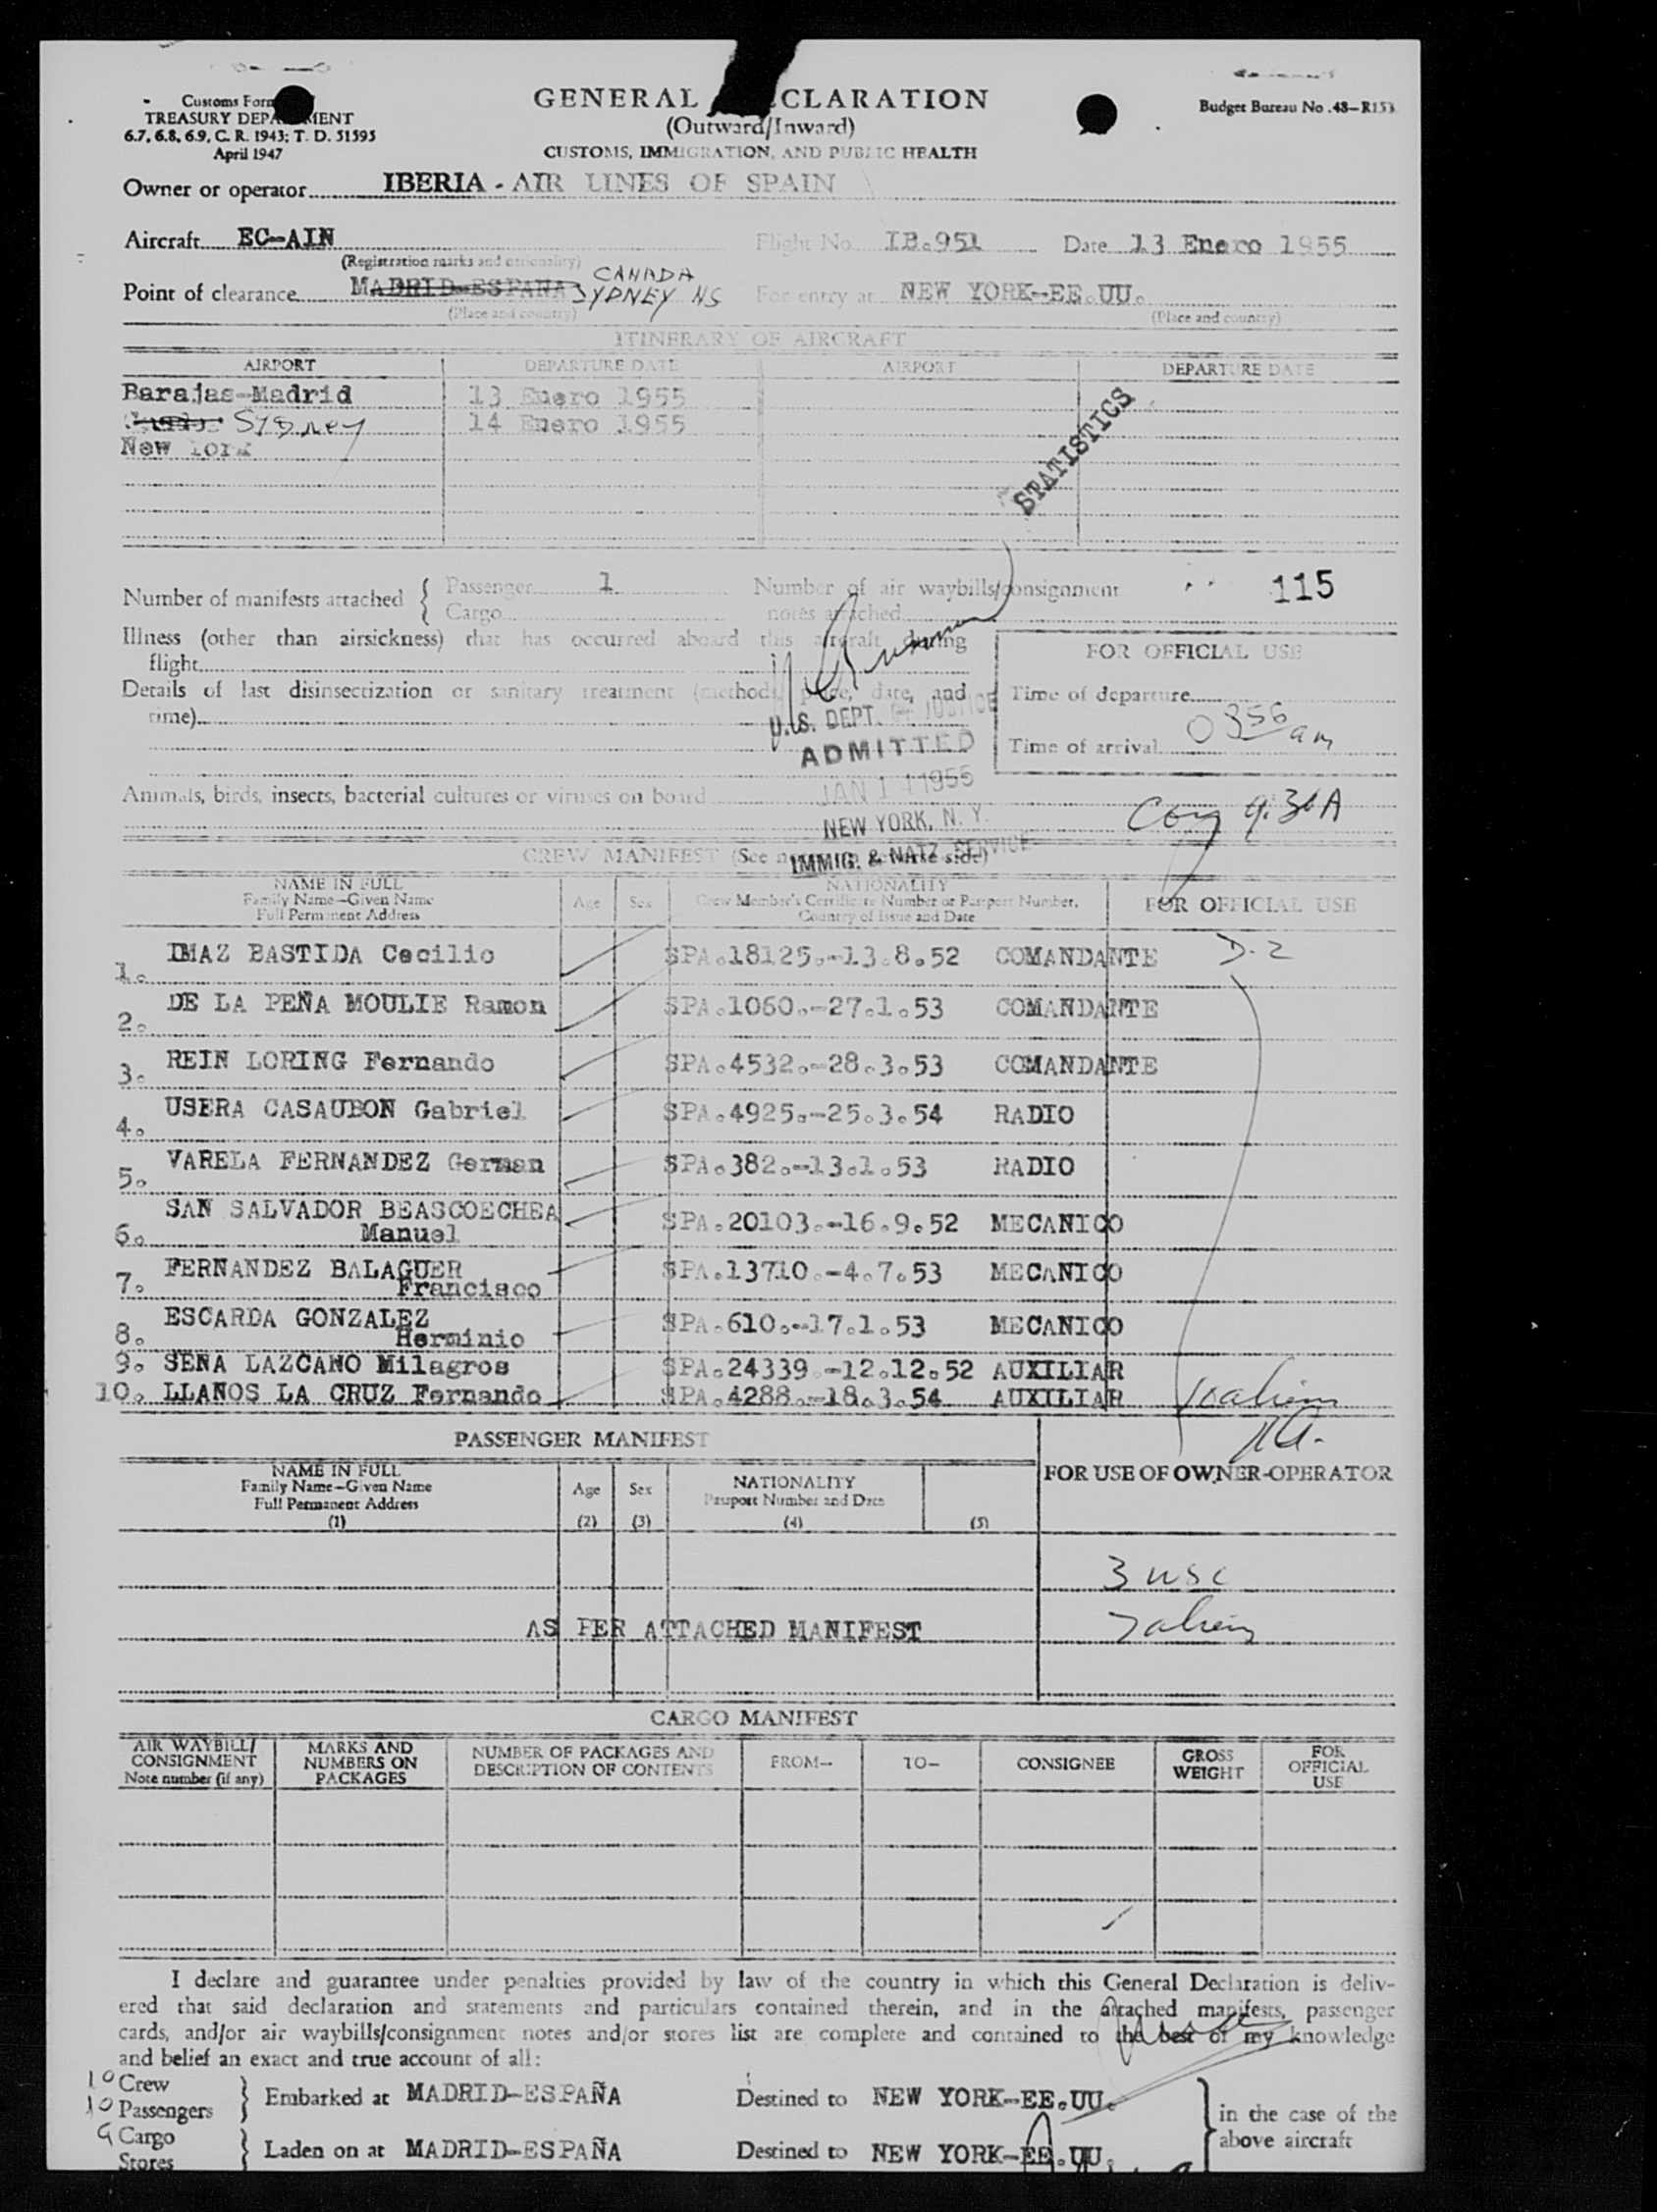 Customs Form
TREASURY DEPARTMENT
6.7, 6.8, 6.9, C. R. 1943; T. D. 51595
April 1947
GENERAL DECLARATION
(Outward/Inward)
CUSTOMS, IMMIGRATION, AND PUBLIC HEALTH
Budget Bureau No. 48-R153
Owner or operator IBERIA - AIR LINES OF SPAIN
Aircraft EC-AIN Flight No. IB.951 Date 13 Enero 1955
(Registration marks and nationality)
CANADA
Point of clearance MADRID-ESPAÑA SYDNEY NS For entry at NEW YORK-EE.UU.
(Place and country) (Place and country)
ITINERARY OF AIRCRAFT
AIRPORT DEPARTURE DATE AIRPORT DEPARTURE DATE
Barajas-Madrid 13 Enero 1955
Sydney 14 Enero 1955
New York
STATISTICS
Number of manifests attached { Passenger 1 Number of air waybills/consignment 115
Cargo notes attached
Illness (other than airsickness) that has occurred aboard this aircraft during
flight
FOR OFFICIAL USE
Details of last disinsectization or sanitary treatment (method, place, date, and
time)
Time of departure
Time of arrival 0356 am
U.S. DEPT. OF JUSTICE
ADMITTED
JAN 14 1955
NEW YORK, N. Y.
IMMIG. & NATZ. SERVICE
Animals, birds, insects, bacterial cultures or viruses on board
9.30A
CREW MANIFEST (See reverse side)
NAME IN FULL
Family Name-Given Name
Full Permanent Address
Age Sex
NATIONALITY
Crew Member's Certificate Number or Passport Number,
Country of Issue and Date
FOR OFFICIAL USE
1. IMAZ BASTIDA Cecilio SPA.18125.-13.8.52 COMANDANTE D-2
2. DE LA PEÑA MOULIE Ramon SPA.1060.-27.1.53 COMANDANTE
3. REIN LORING Fernando SPA.4532.-28.3.53 COMANDANTE
4. USERA CASAUBON Gabriel SPA.4925.-25.3.54 RADIO
5. VARELA FERNANDEZ German SPA.382.-13.1.53 RADIO
6. SAN SALVADOR BEASCOECHEA
Manuel SPA.20103.-16.9.52 MECANICO
7. FERNANDEZ BALAGUER
Francisco SPA.13710.-4.7.53 MECANICO
8. ESCARDA GONZALEZ
Herminio SPA.610.-17.1.53 MECANICO
9. SENA LAZCANO Milagros SPA.24339.-12.12.52 AUXILIAR
10. LLANOS LA CRUZ Fernando SPA.4288.-18.3.54 AUXILIAR
PASSENGER MANIFEST
NAME IN FULL
Family Name-Given Name
Full Permanent Address
(1)
Age
(2)
Sex
(3)
NATIONALITY
Passport Number and Date
(4) (5)
FOR USE OF OWNER-OPERATOR
3 usc
AS PER ATTACHED MANIFEST
CARGO MANIFEST
AIR WAYBILL/
CONSIGNMENT
Note number (if any)
MARKS AND
NUMBERS ON
PACKAGES
NUMBER OF PACKAGES AND
DESCRIPTION OF CONTENTS
FROM-
TO-
CONSIGNEE
GROSS
WEIGHT
FOR
OFFICIAL
USE
I declare and guarantee under penalties provided by law of the country in which this General Declaration is deliv-
ered that said declaration and statements and particulars contained therein, and in the attached manifests, passenger
cards, and/or air waybills/consignment notes and/or stores list are complete and contained to the best of my knowledge
and belief an exact and true account of all:
10 Crew
10 Passengers } Embarked at MADRID-ESPAÑA Destined to NEW YORK-EE.UU.
9 Cargo
Stores } Laden on at MADRID-ESPAÑA Destined to NEW YORK-EE.UU.
in the case of the
above aircraft